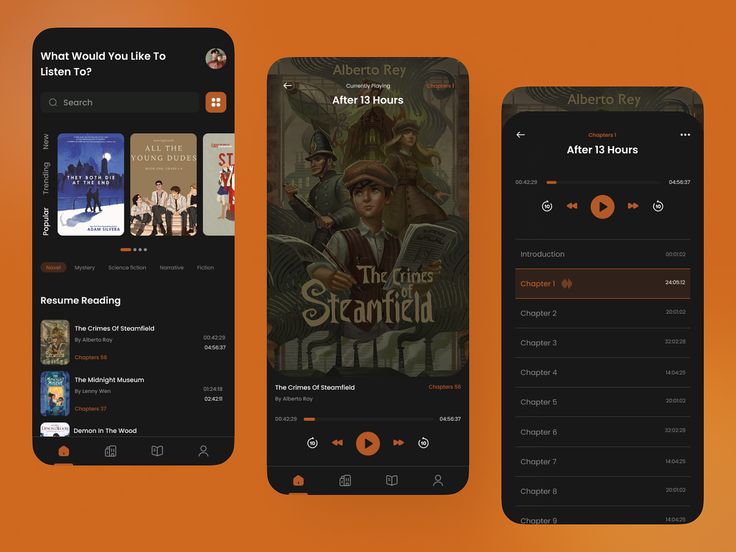 What Would You Like To
Listen To?
Search
New
Trending
Popular
THEY BOTH DIE
AT THE END
ADAM SILVERA
ALL THE
YOUNG DUDES
ST
Novel
Mystery
Science fiction
Narrative
Fiction
Resume Reading
The Crimes Of Steamfield
By Alberto Ray
Chapters 56
00:42:29
04:56:37
The Midnight Museum
By Lenny Wen
Chapters 37
01:24:19
02:42:11
Demon In The Wood
Alberto Rey
Currently Playing
Chapters 1
After 13 Hours
The Crimes
of
Steamfield
The Crimes Of Steamfield
Chapters 56
By Alberto Ray
00:42:29
04:56:37
10
10
Alberto Rey
Chapters 1
After 13 Hours
00:42:29
04:56:37
10
10
Introduction
00:01:02
Chapter 1
24:05:12
Chapter 2
20:01:02
Chapter 3
32:02:28
Chapter 4
14:04:25
Chapter 5
20:01:02
Chapter 6
32:02:28
Chapter 7
14:04:25
Chapter 8
20:01:02
Chapter 9
14:04:25